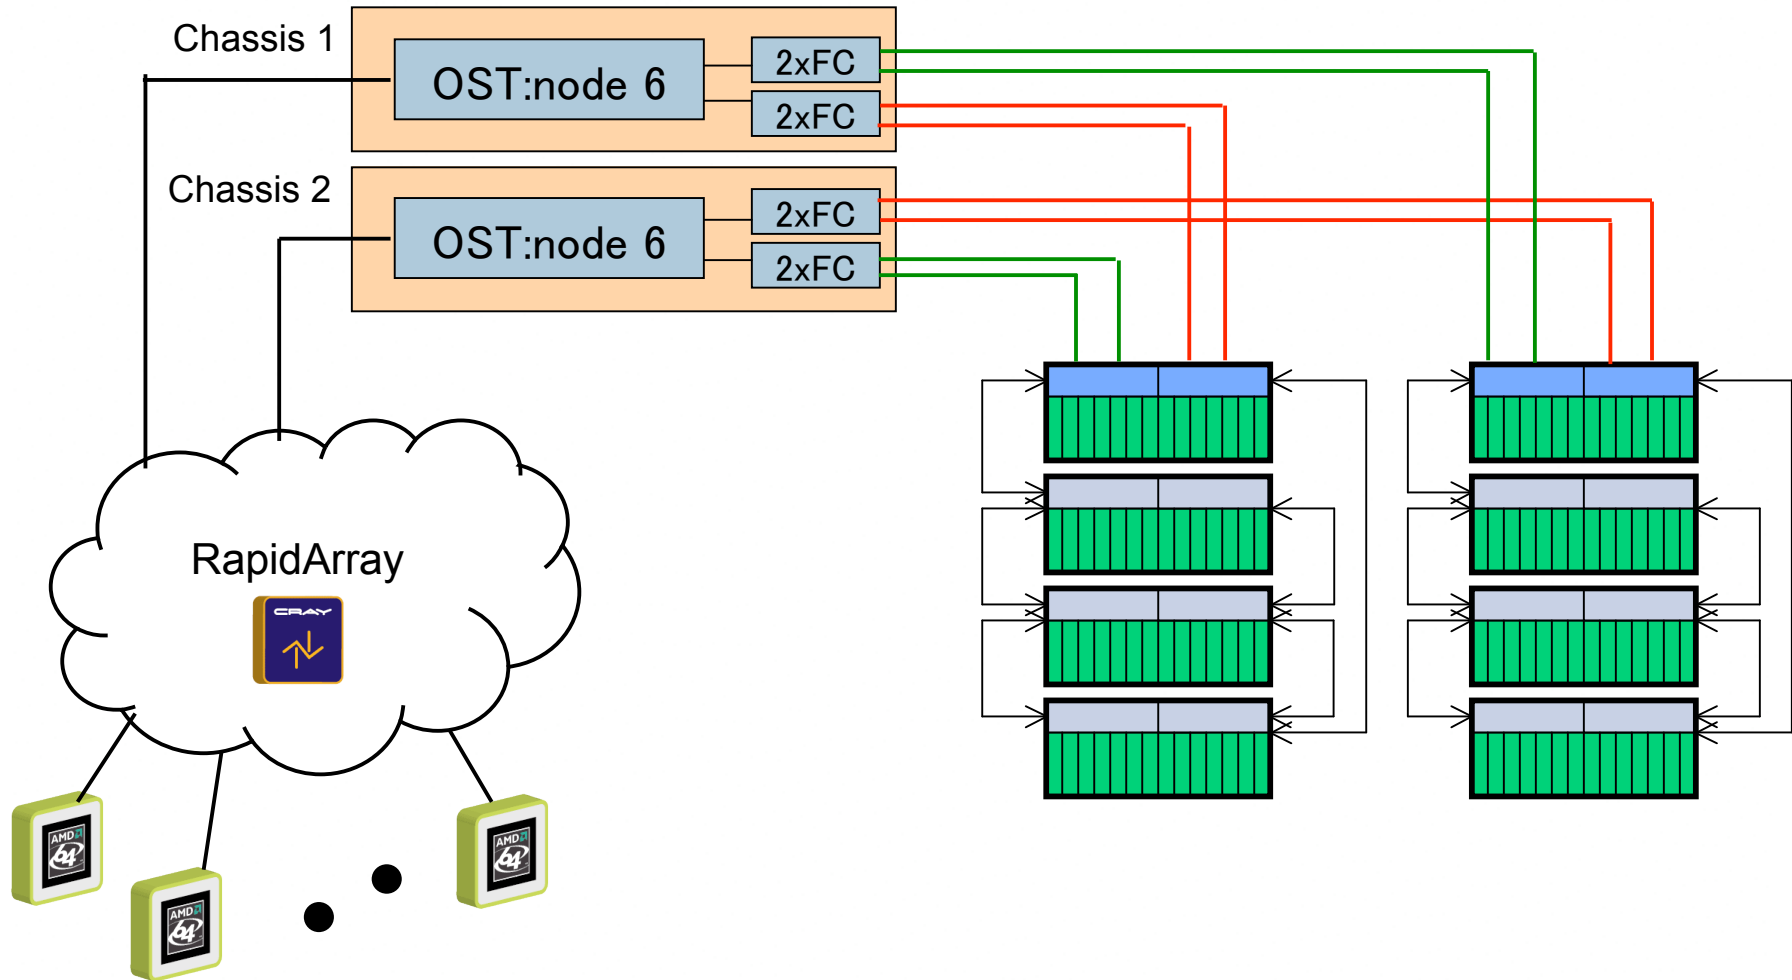 Chassis 1
OST:node 6
2xFC
2xFC
Chassis 2
OST:node 6
2xFC
2xFC
RapidArray
CRAY
AMD
64
AMD
64
AMD
64